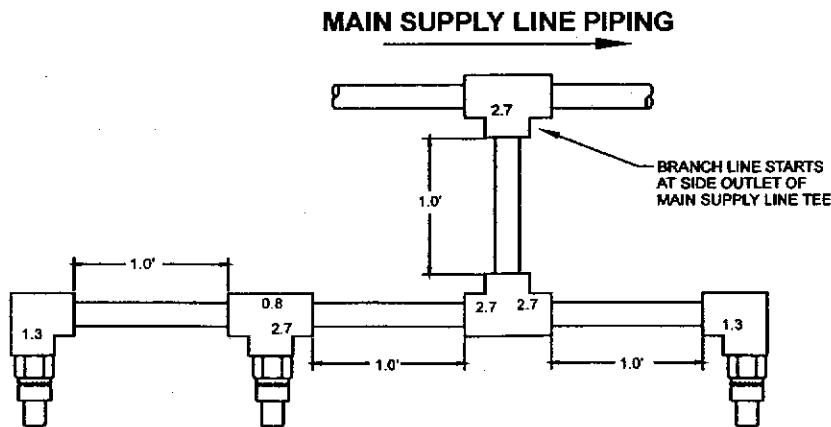 MAIN SUPPLY LINE PIPING
2.7
BRANCH LINE STARTS
AT SIDE OUTLET OF
MAIN SUPPLY LINE TEE
1.0'
1.0'
1.3
0.8
2.7
2.7 2.7
1.3
1.0'
1.0'